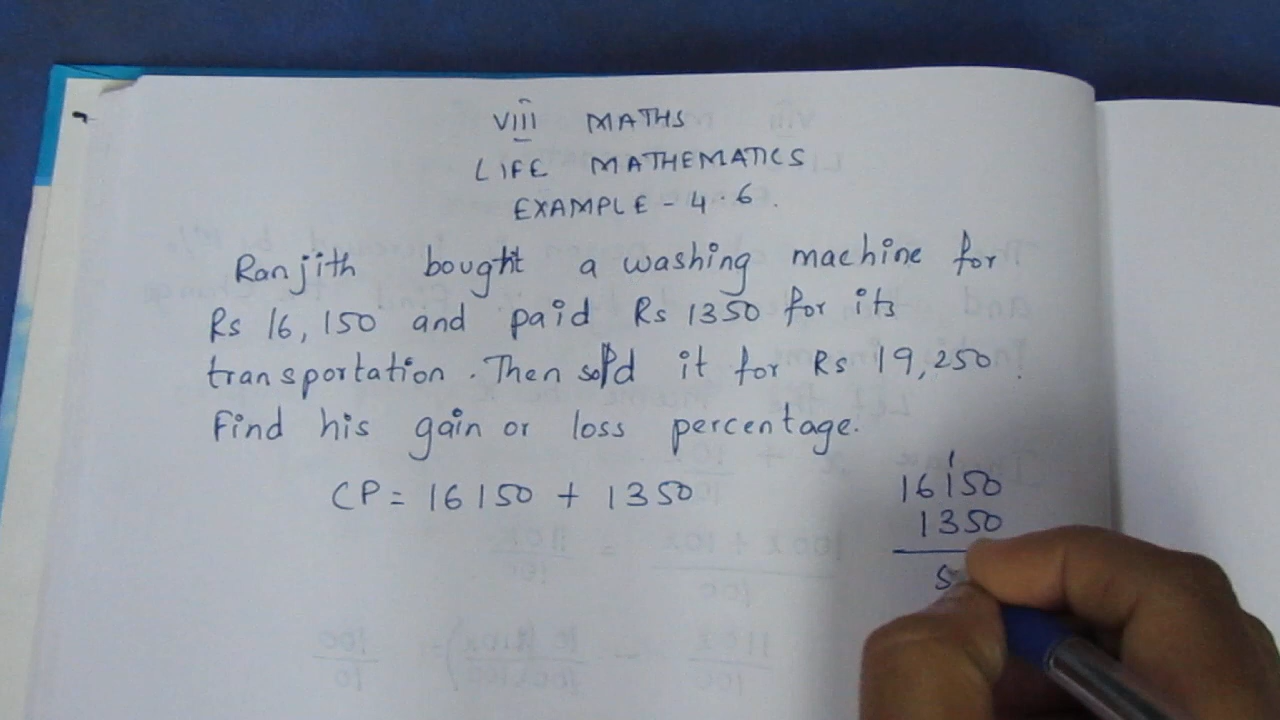 VIII MATHS
LIFE MATHEMATICS
EXAMPLE - 4.6.
Ranjith bought a washing machine for
Rs 16,150 and paid Rs 1350 for its
transportation. Then sold it for Rs 19,250.
Find his gain or loss percentage.
CP = 16150 + 1350
1
16150
1350
5